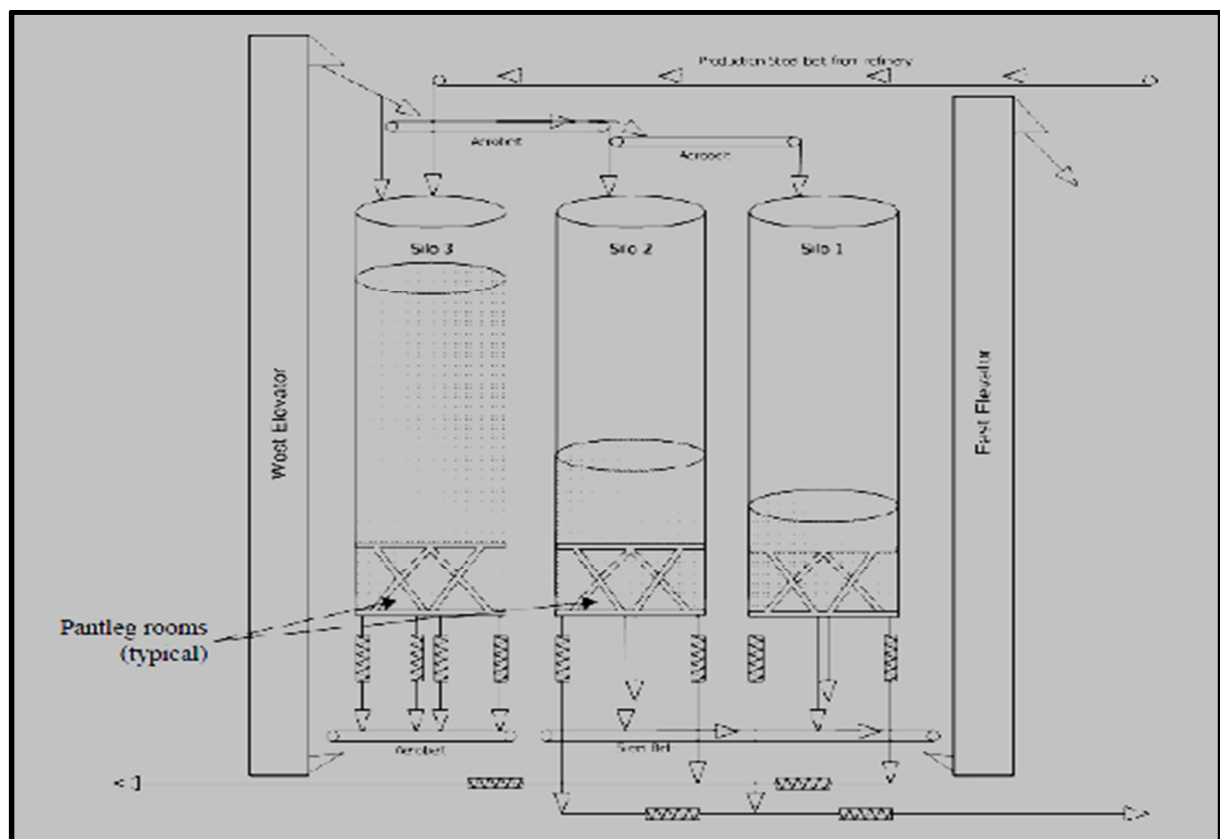 Production Steel Belt from refinery
Aerobelt
Aerobelt
Silo 3
Silo 2
Silo 1
West Elevator
East Elevator
Pantleg rooms
(typical)
Aerobelt
Steel Belt